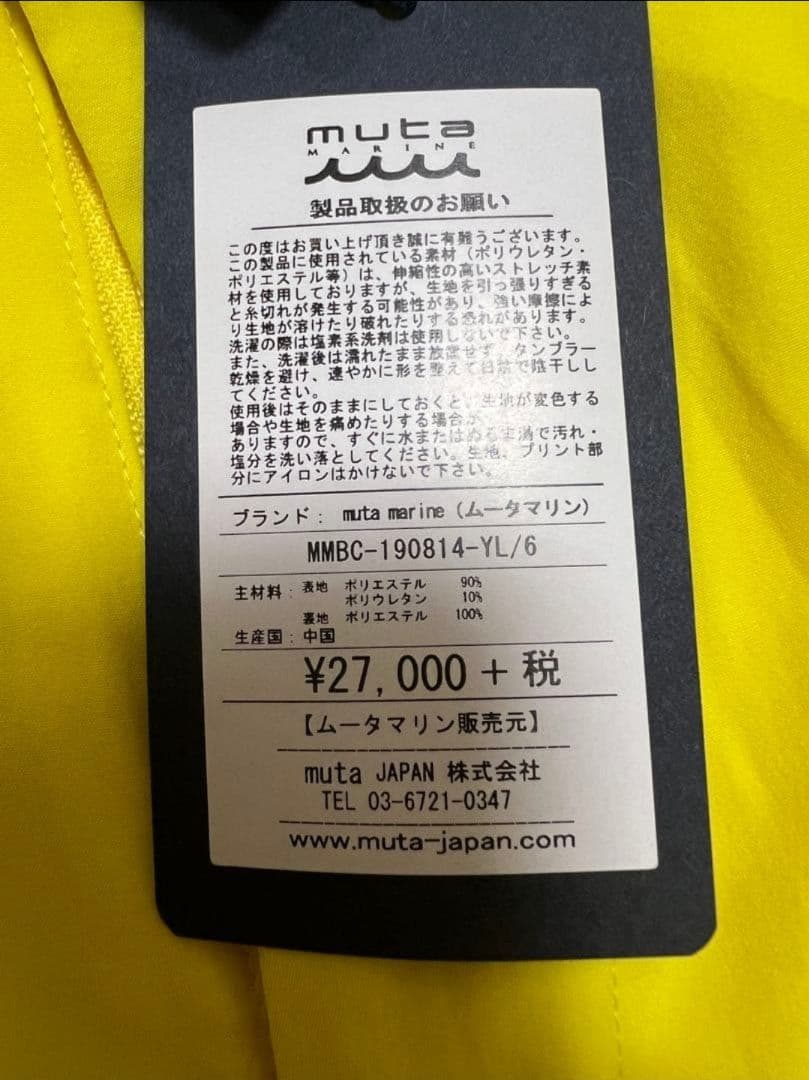 muta
MARINE
製品取扱のお願い
この度はお買い上げ頂き誠に有難うございます。
この製品に使用されている素材（ポリウレタン・
ポリエステル等）は、伸縮性の高いストレッチ素
材を使用しておりますが、生地を引っ張りすぎる
と糸切れが発生する可能性があり、強い摩擦によ
り生地が溶けたり破れたりする恐れがあります。
洗濯の際は塩素系洗剤は使用しないで下さい。
また、洗濯後は濡れたまま放置せず、タンブラー
乾燥を避け、速やかに形を整えて日陰で陰干しし
てください。
使用後はそのままにしておくと、生地が変色する
場合や生地を痛めたりする場合が
ありますので、すぐに水またはぬるま湯で汚れ・
塩分を洗い落としてください。生地、プリント部
分にアイロンはかけないで下さい。
ブランド： muta marine（ムータマリン）
MMBC-190814-YL/6
主材料：表地 ポリエステル 90%
ポリウレタン 10%
裏地 ポリエステル 100%
生産国：中国
¥27,000 + 税
【ムータマリン販売元】
muta JAPAN 株式会社
TEL 03-6721-0347
www.muta-japan.com